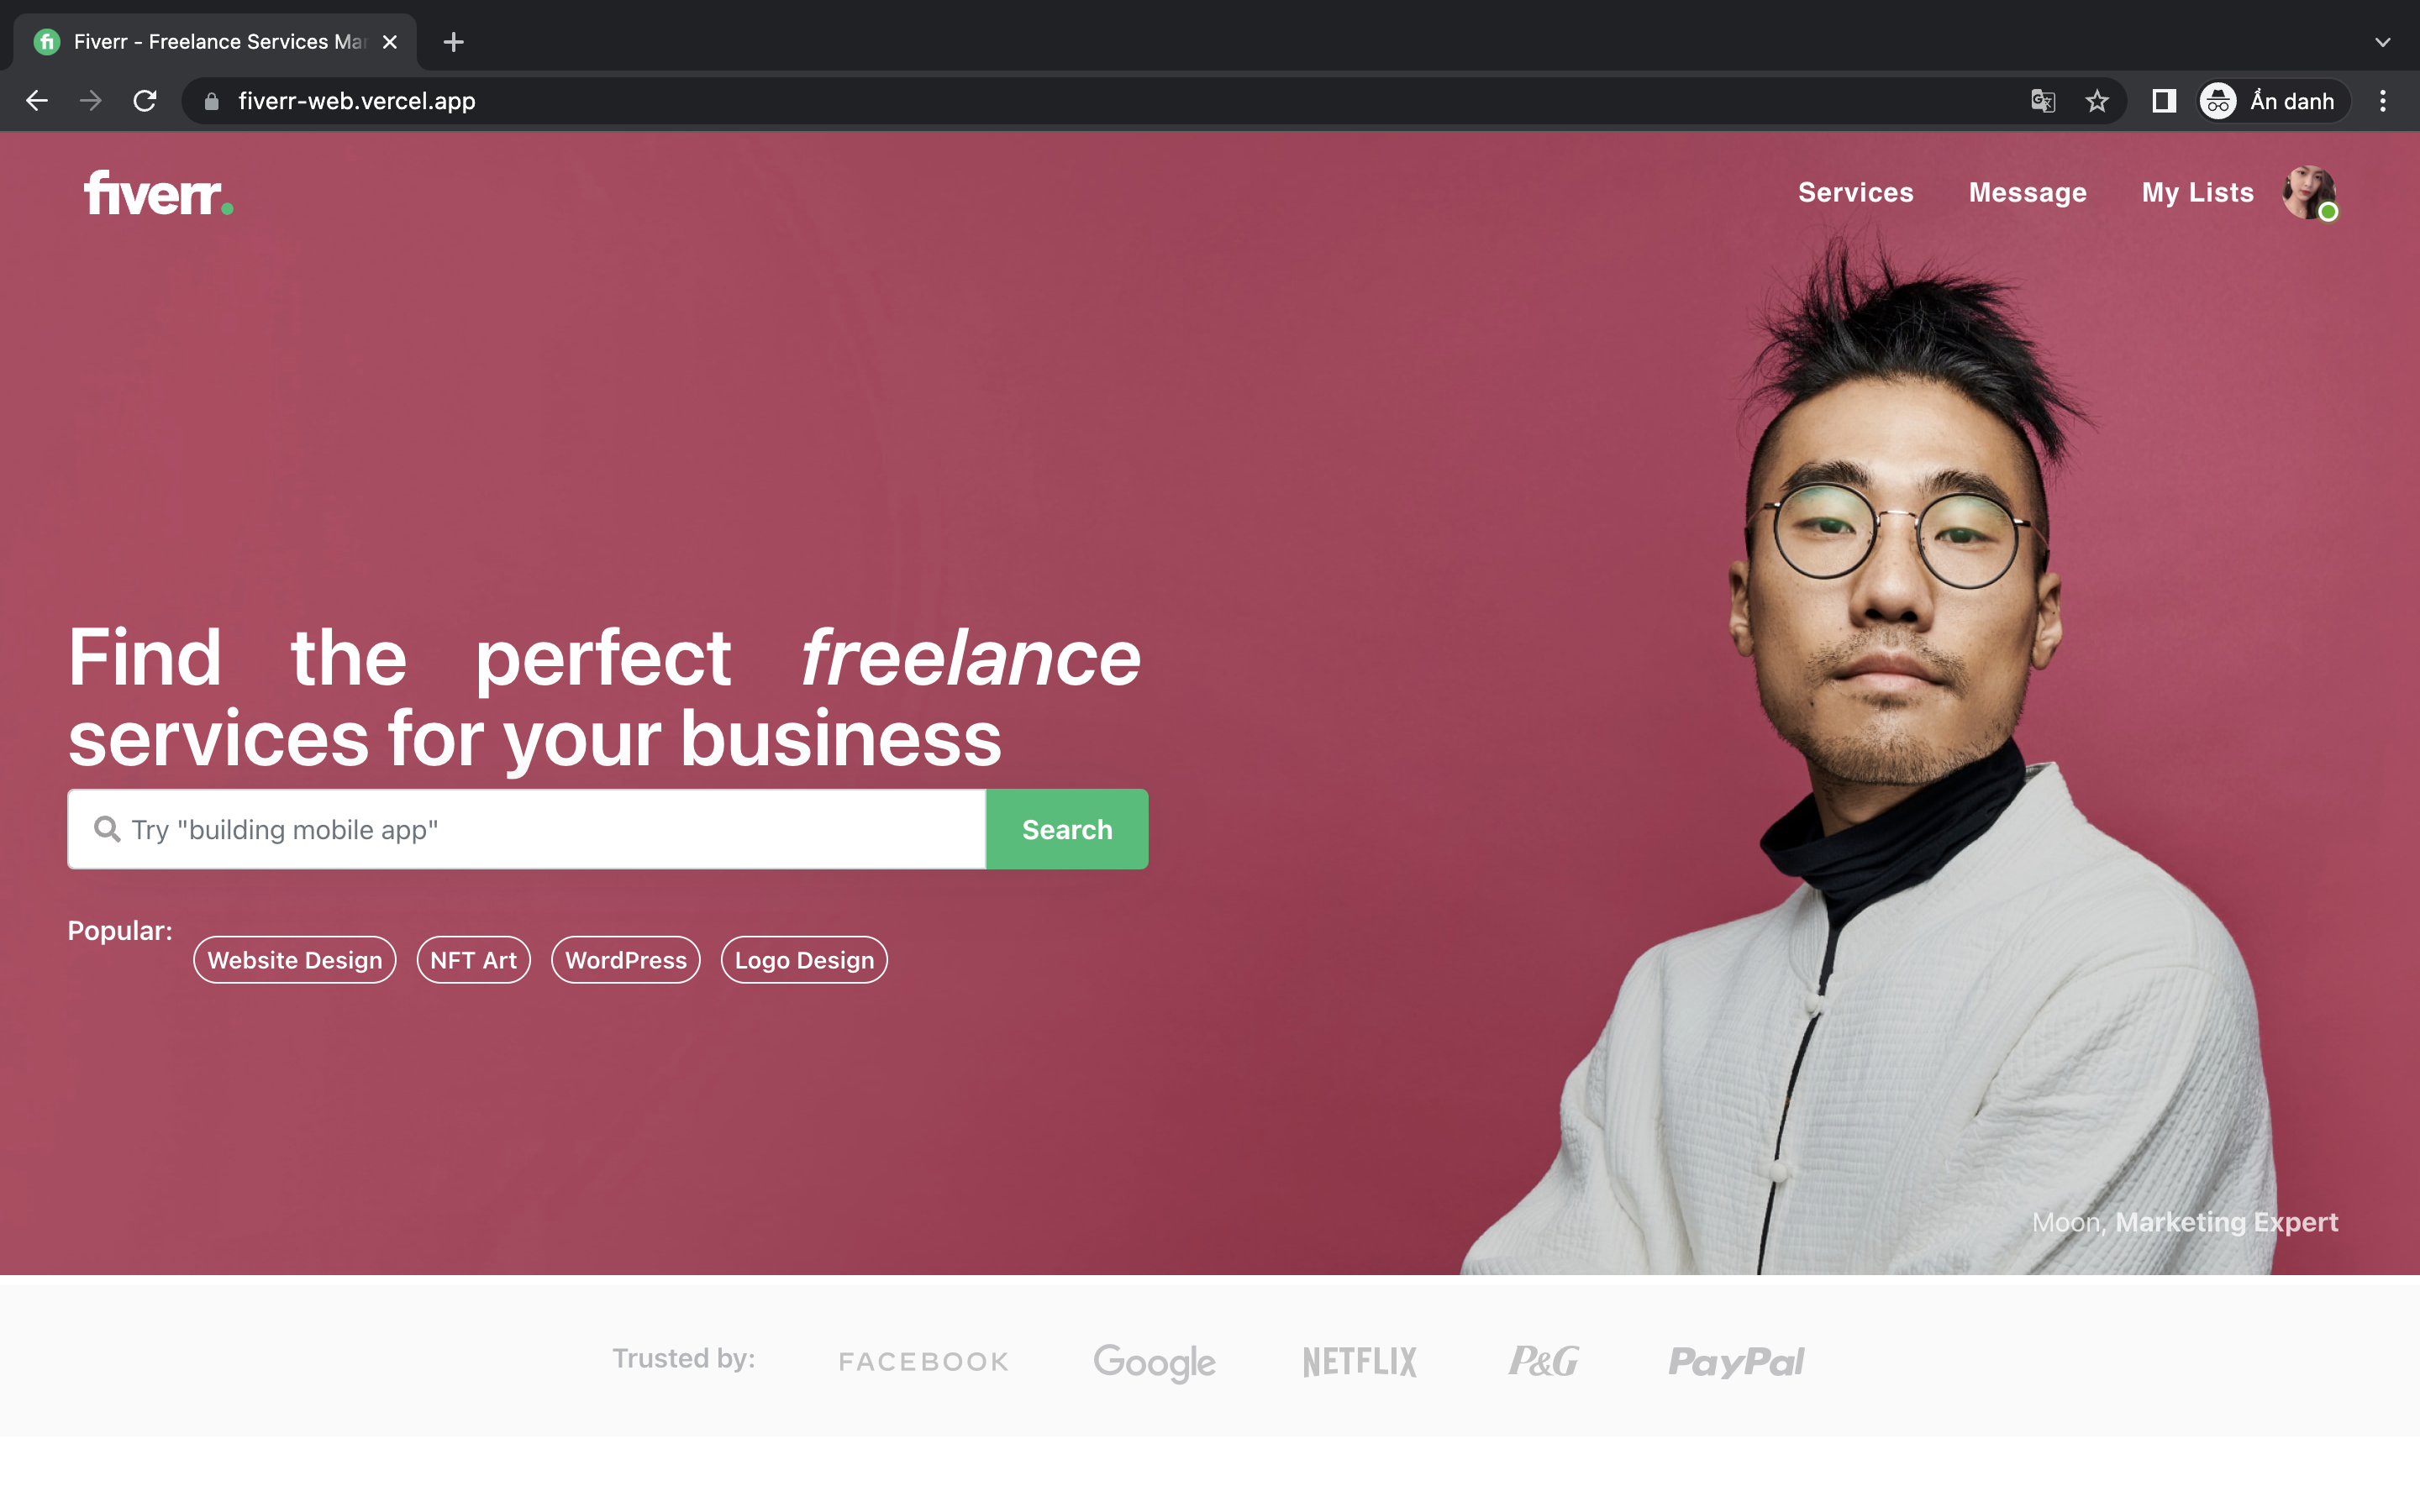 fi Fiverr - Freelance Services Mar
fiverr-web.vercel.app
Ẩn danh
fiverr.
Services Message My Lists
Find the perfect freelance
services for your business
Try "building mobile app"
Search
Popular:
Website Design NFT Art WordPress Logo Design
Moon, Marketing Expert
Trusted by: FACEBOOK Google NETFLIX P&G PayPal